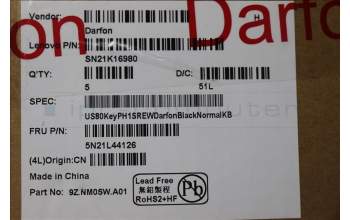 Vendor: H
Darfon
Darfon
Lenovo P/N:
SN21K16980
Q'TY: D/C:
5 51L
SPEC:
US80KeyPH1SREWDarfonBlackNormalKB
FRU P/N:
5N21L44126
(4L)Origin:CN
Made in China
Part No.: 9Z.NM0SW.A01
Lead Free
無鉛製程
RoHS2+HF
Pb